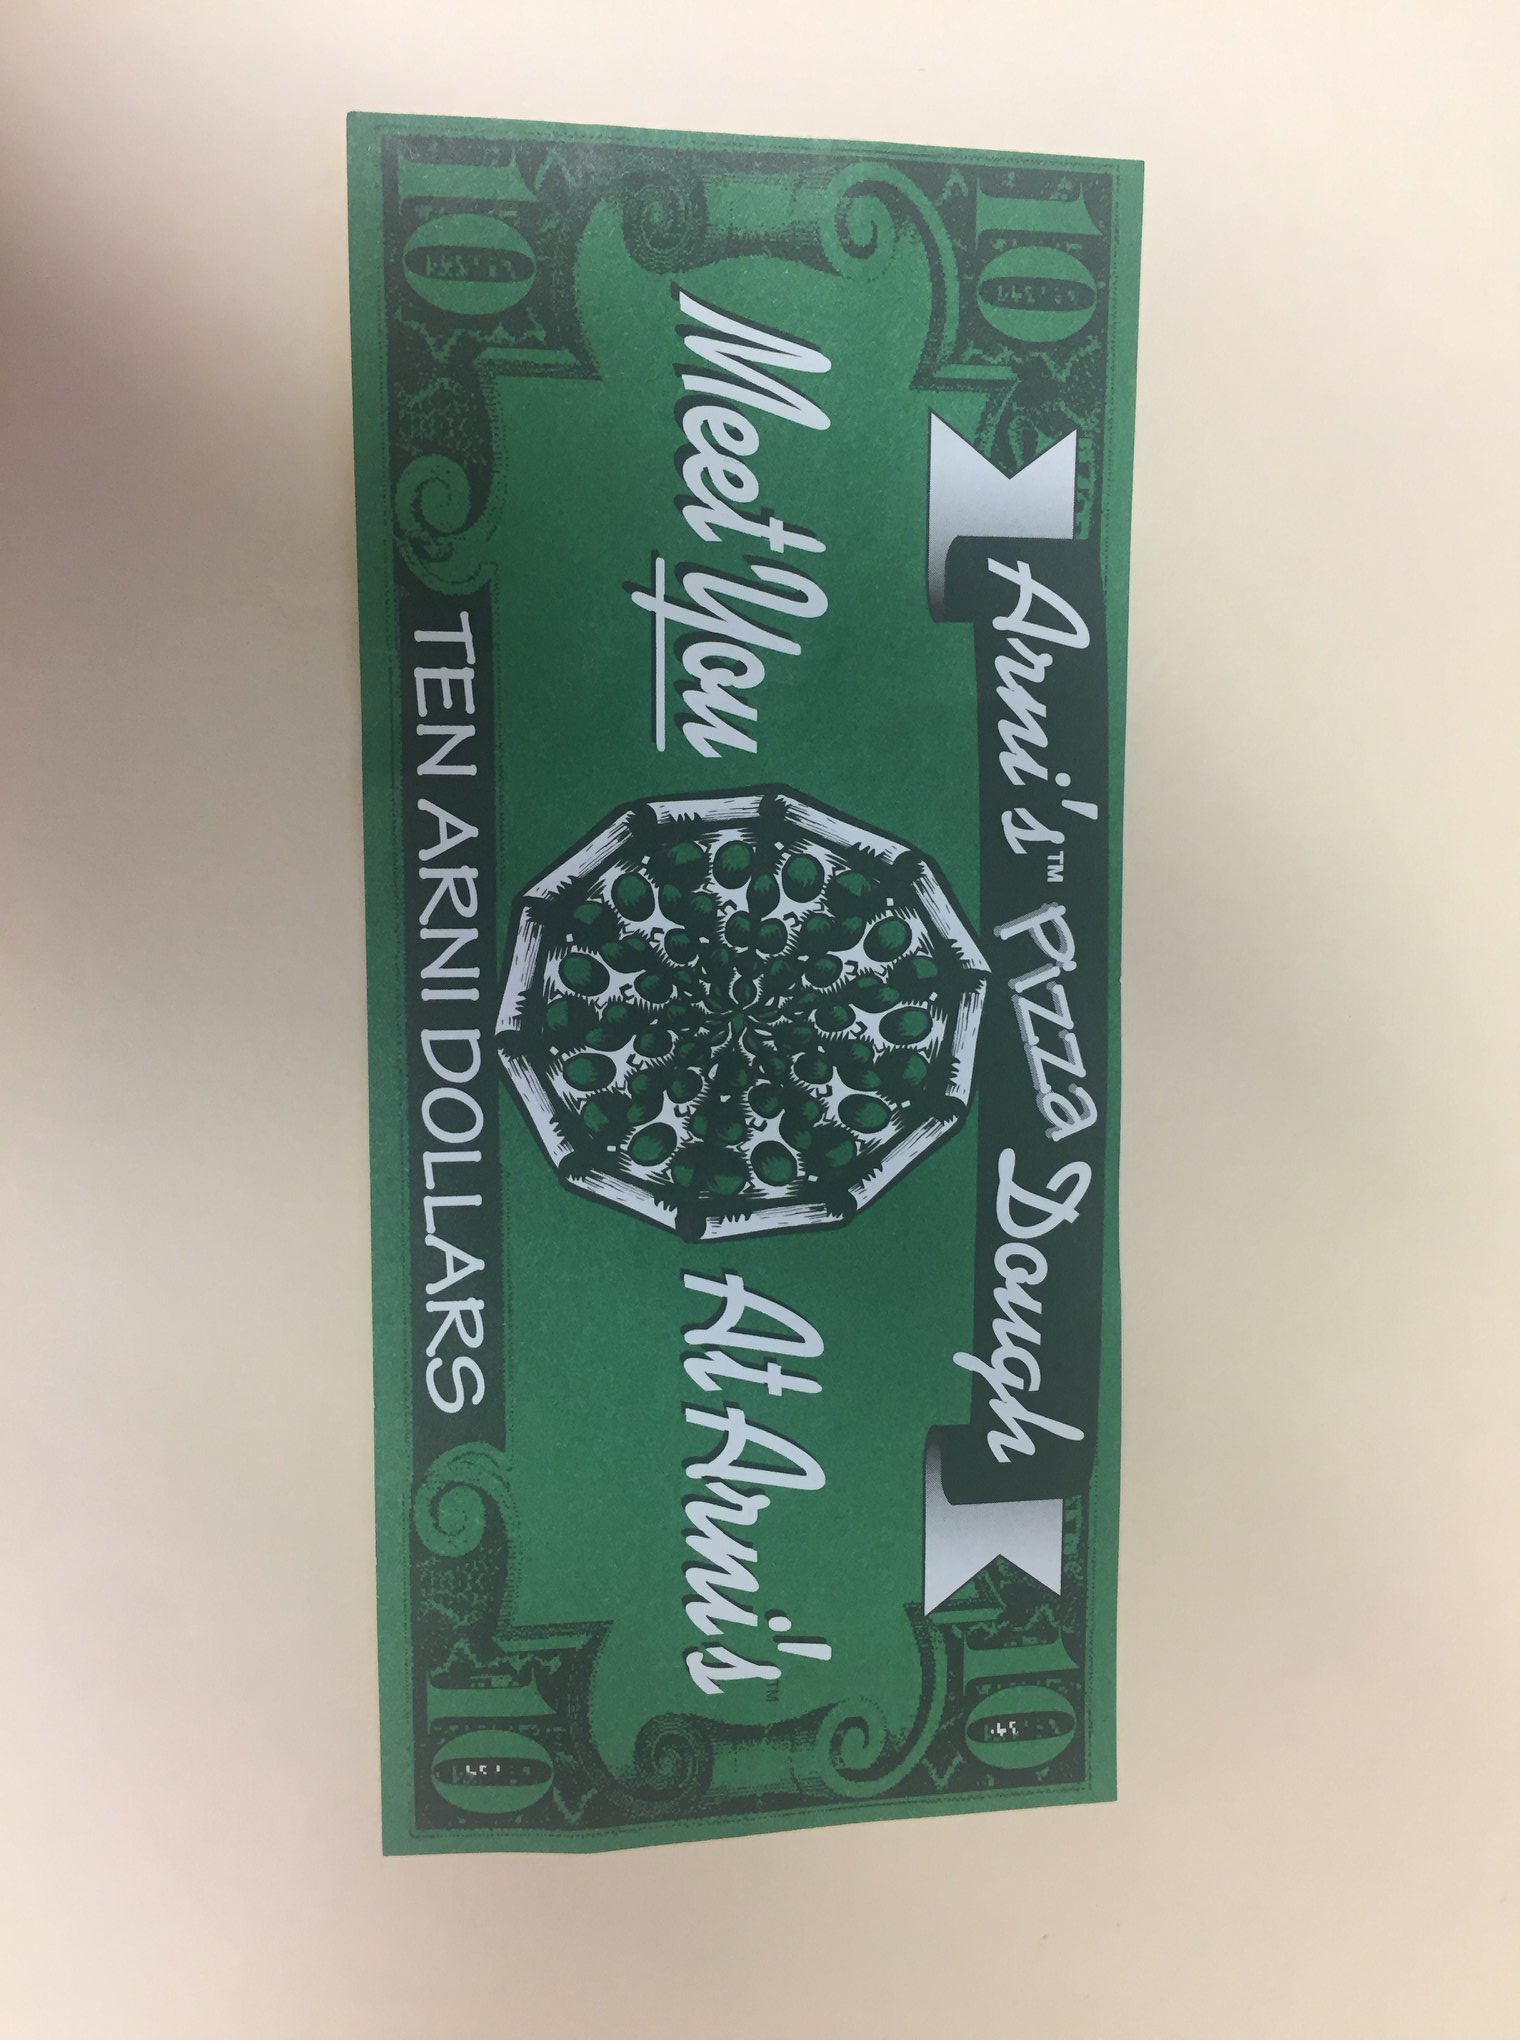 10 10
Arni's™ Pizza Dough
Meet You At Arni's™
TEN ARNI DOLLARS
10 10